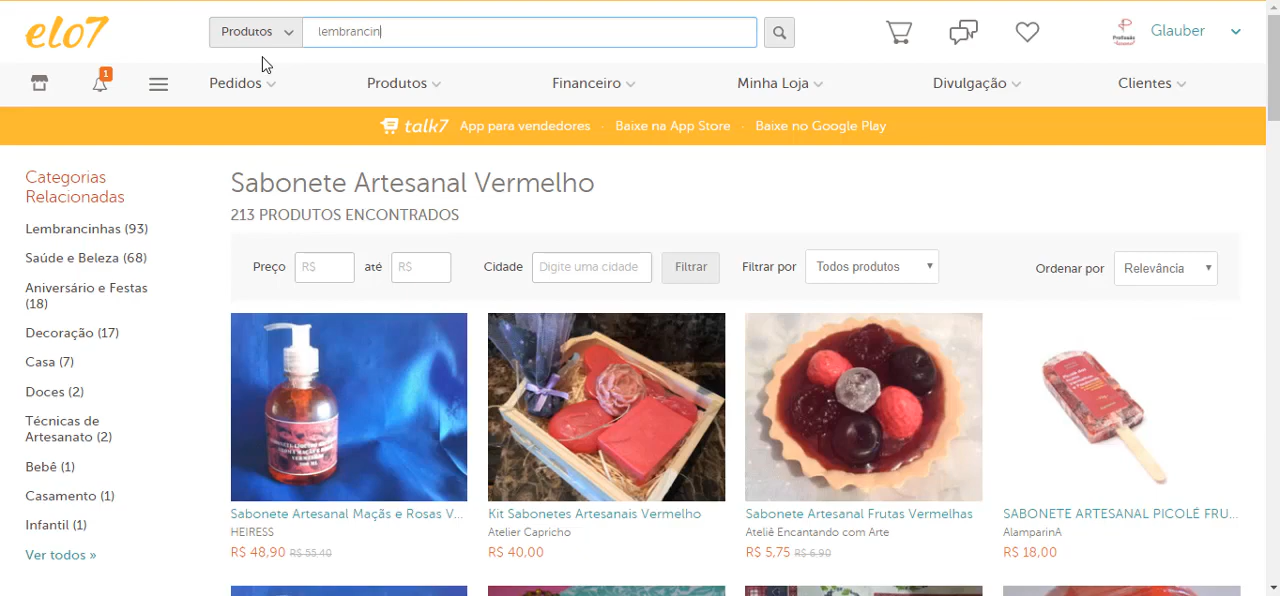 elo7
Produtos
lembrancin
Glauber
1
Pedidos
Produtos
Financeiro
Minha Loja
Divulgação
Clientes
talk7 App para vendedores · Baixe na App Store · Baixe no Google Play
Categorias
Relacionadas
Lembrancinhas (93)
Saúde e Beleza (68)
Aniversário e Festas
(18)
Decoração (17)
Casa (7)
Doces (2)
Técnicas de
Artesanato (2)
Bebê (1)
Casamento (1)
Infantil (1)
Ver todos »
Sabonete Artesanal Vermelho
213 PRODUTOS ENCONTRADOS
Preço R$ até R$ Cidade Digite uma cidade Filtrar Filtrar por Todos produtos Ordenar por Relevância
Sabonete Artesanal Maçãs e Rosas V...
HEIRESS
R$ 48,90 R$ 55,40
Kit Sabonetes Artesanais Vermelho
Atelier Capricho
R$ 40,00
Sabonete Artesanal Frutas Vermelhas
Ateliê Encantando com Arte
R$ 5,75 R$ 6,90
SABONETE ARTESANAL PICOLÉ FRU...
AlamparinA
R$ 18,00